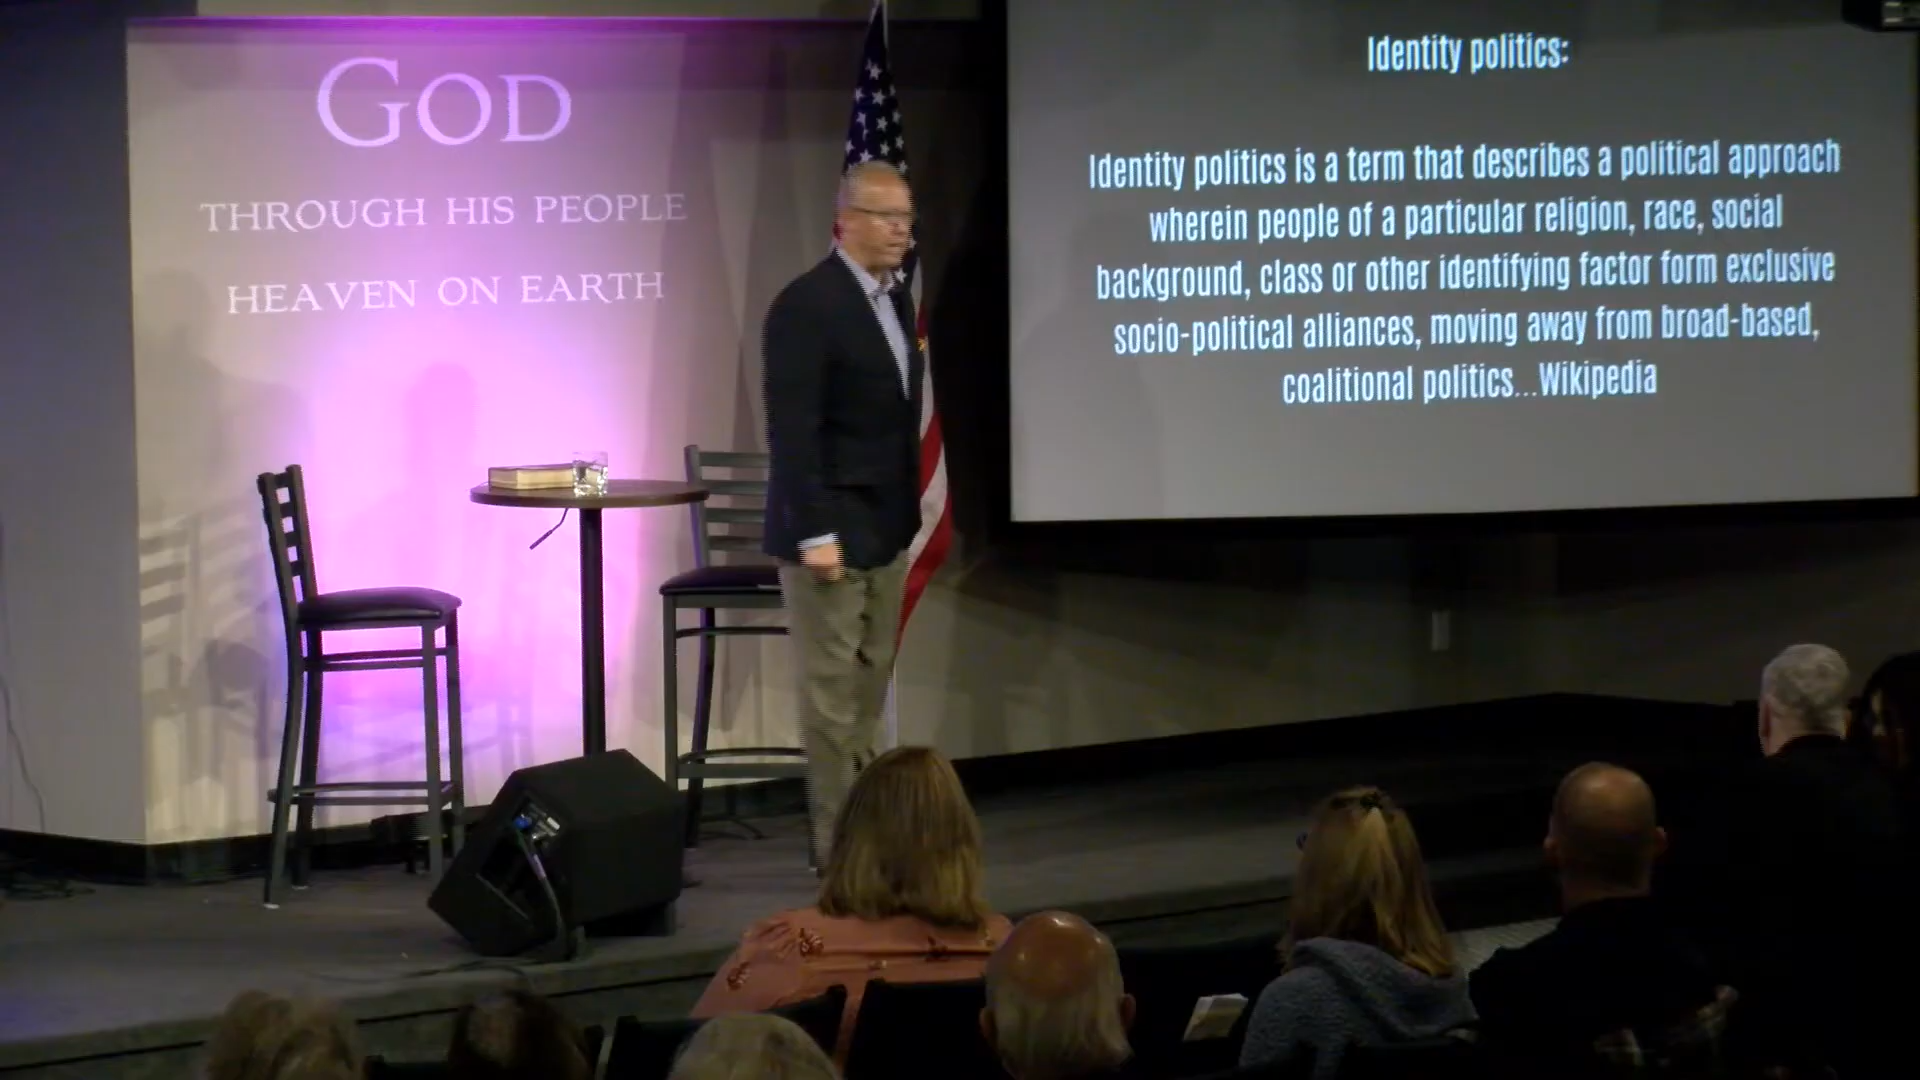 GOD
THROUGH HIS PEOPLE
HEAVEN ON EARTH
Identity politics:
Identity politics is a term that describes a political approach
wherein people of a particular religion, race, social
background, class or other identifying factor form exclusive
socio-political alliances, moving away from broad-based,
coalitional politics...Wikipedia